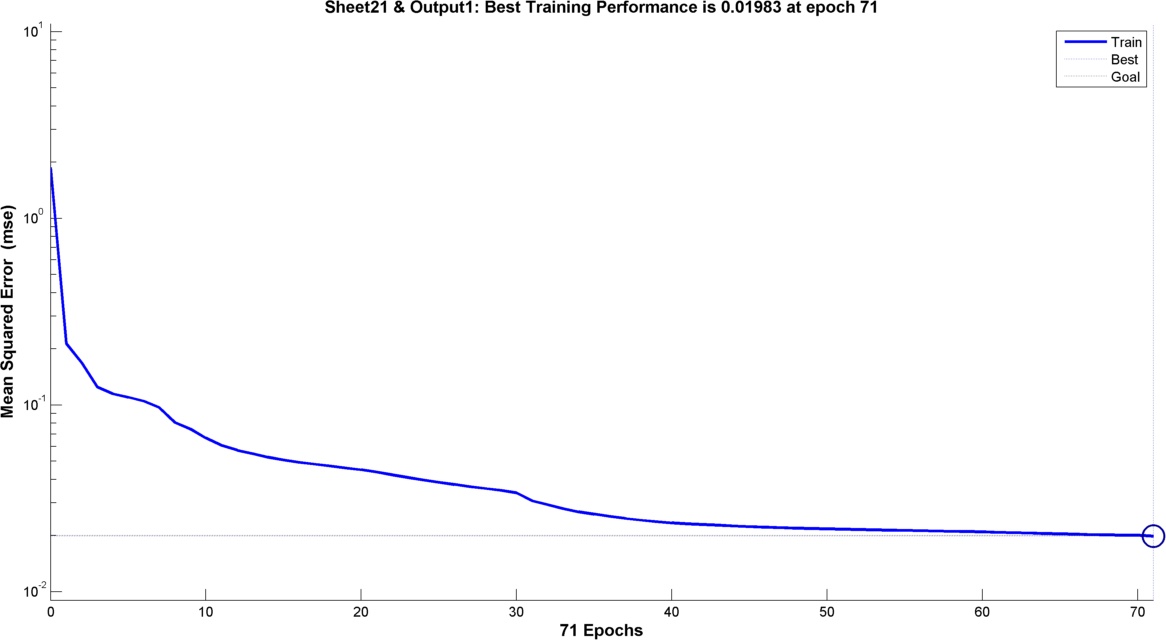 Sheet21 & Output1: Best Training Performance is 0.01983 at epoch 71
Train
Best
Goal
Mean Squared Error (mse)
10^1
10^0
10^-1
10^-2
0 10 20 30 40 50 60 70
71 Epochs